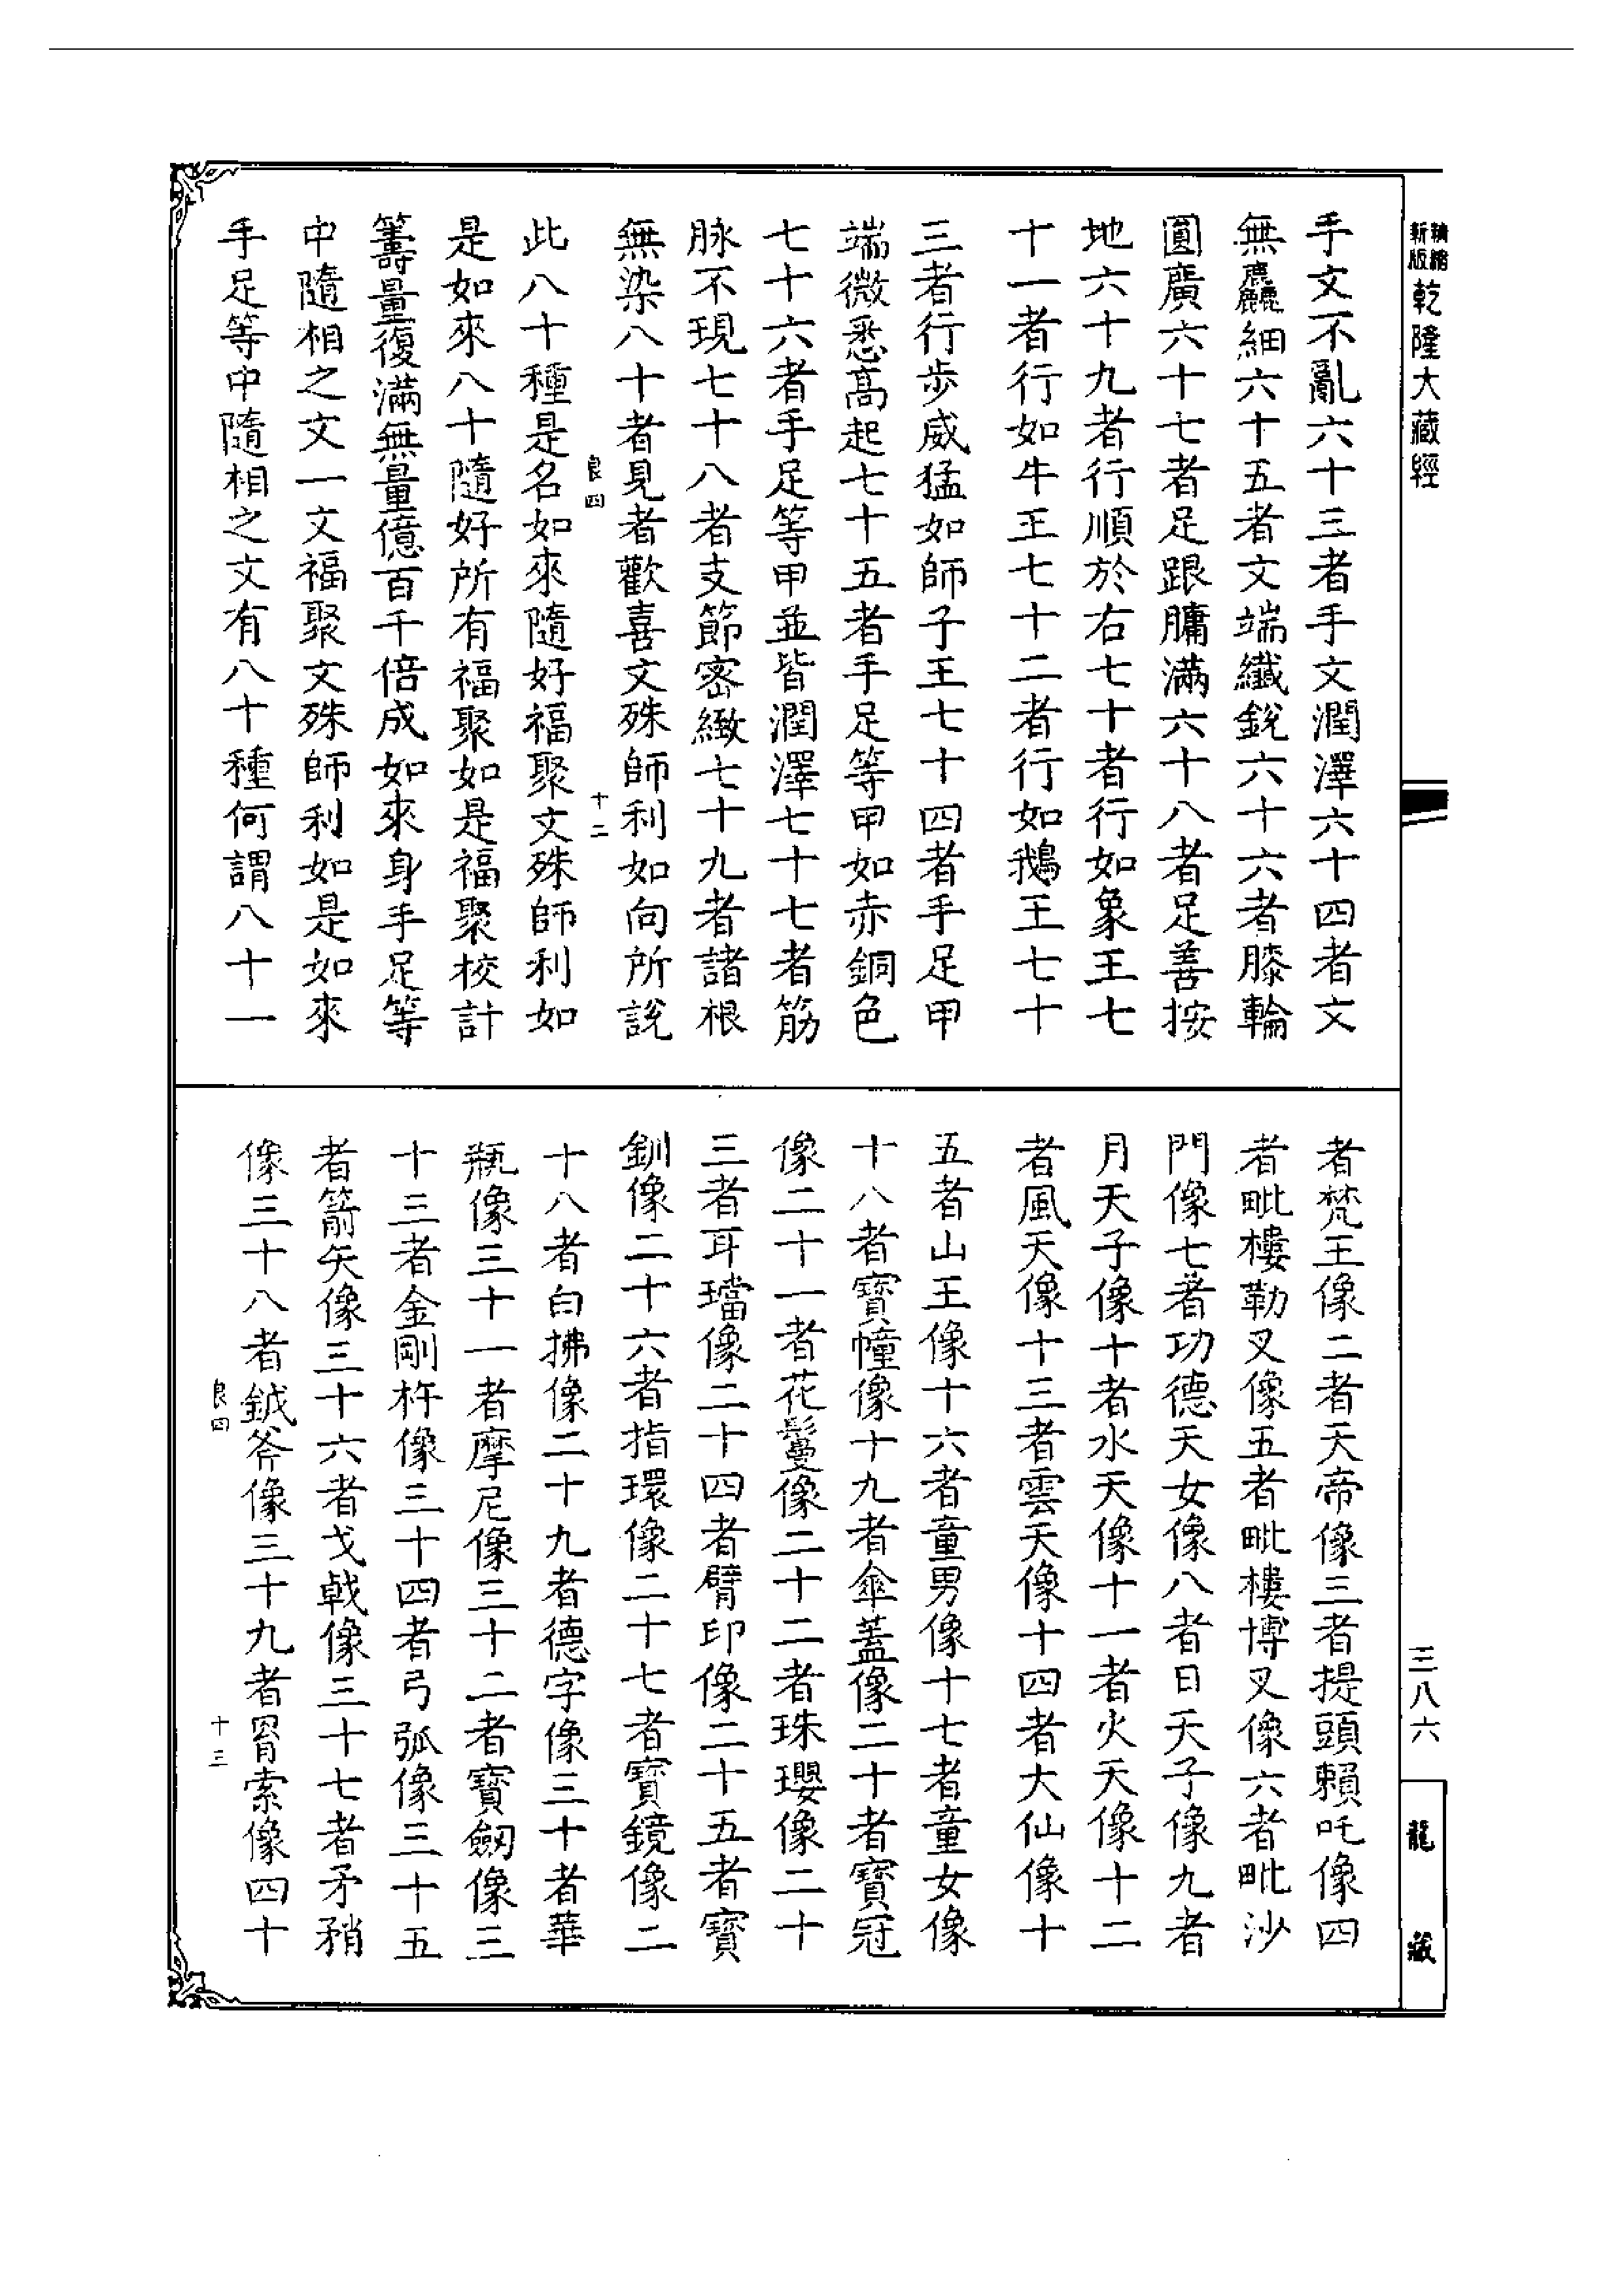 新版精縮
乾隆大藏經
手文不亂六十三者手文潤澤六十四者文
無麤細六十五者文端纖銳六十六者膝輪
圓廣六十七者足跟𦟛滿六十八者足善按
地六十九者行順於右七十者行如象王七
十一者行如牛王七十二者行如鵝王七十
三者行步威猛如師子王七十四者手足甲
端微悉高起七十五者手足等甲如赤銅色
七十六者手足等甲並皆潤澤七十七者筋
脉不現七十八者支節密緻七十九者諸根
無染八十者見者歡喜文殊師利如向所說
良四
十二
此八十種是名如來隨好福聚文殊師利如
是如來八十隨好所有福聚如是福聚校計
籌量復滿無量億百千倍成如來身手足等
中隨相之文一文福聚文殊師利如是如來
手足等中隨相之文有八十種何謂八十一
者梵王像二者天帝像三者提頭賴吒像四
者毗樓勒叉像五者毗樓博叉像六者毗沙
門像七者功德天女像八者日天子像九者
月天子像十者水天像十一者火天像十二
者風天像十三者雲天像十四者大仙像十
五者山王像十六者童男像十七者童女像
十八者寶幢像十九者傘蓋像二十者寶冠
像二十一者花鬘像二十二者珠瓔像二十
三者耳璫像二十四者臂印像二十五者寶
釧像二十六者指環像二十七者寶鏡像二
十八者白拂像二十九者德字像三十者華
瓶像三十一者摩尼像三十二者寶劒像三
十三者金剛杵像三十四者弓弧像三十五
者箭矢像三十六者戈戟像三十七者矛矟
像三十八者鉞斧像三十九者罥索像四十
良四
十三
三八六
龍藏